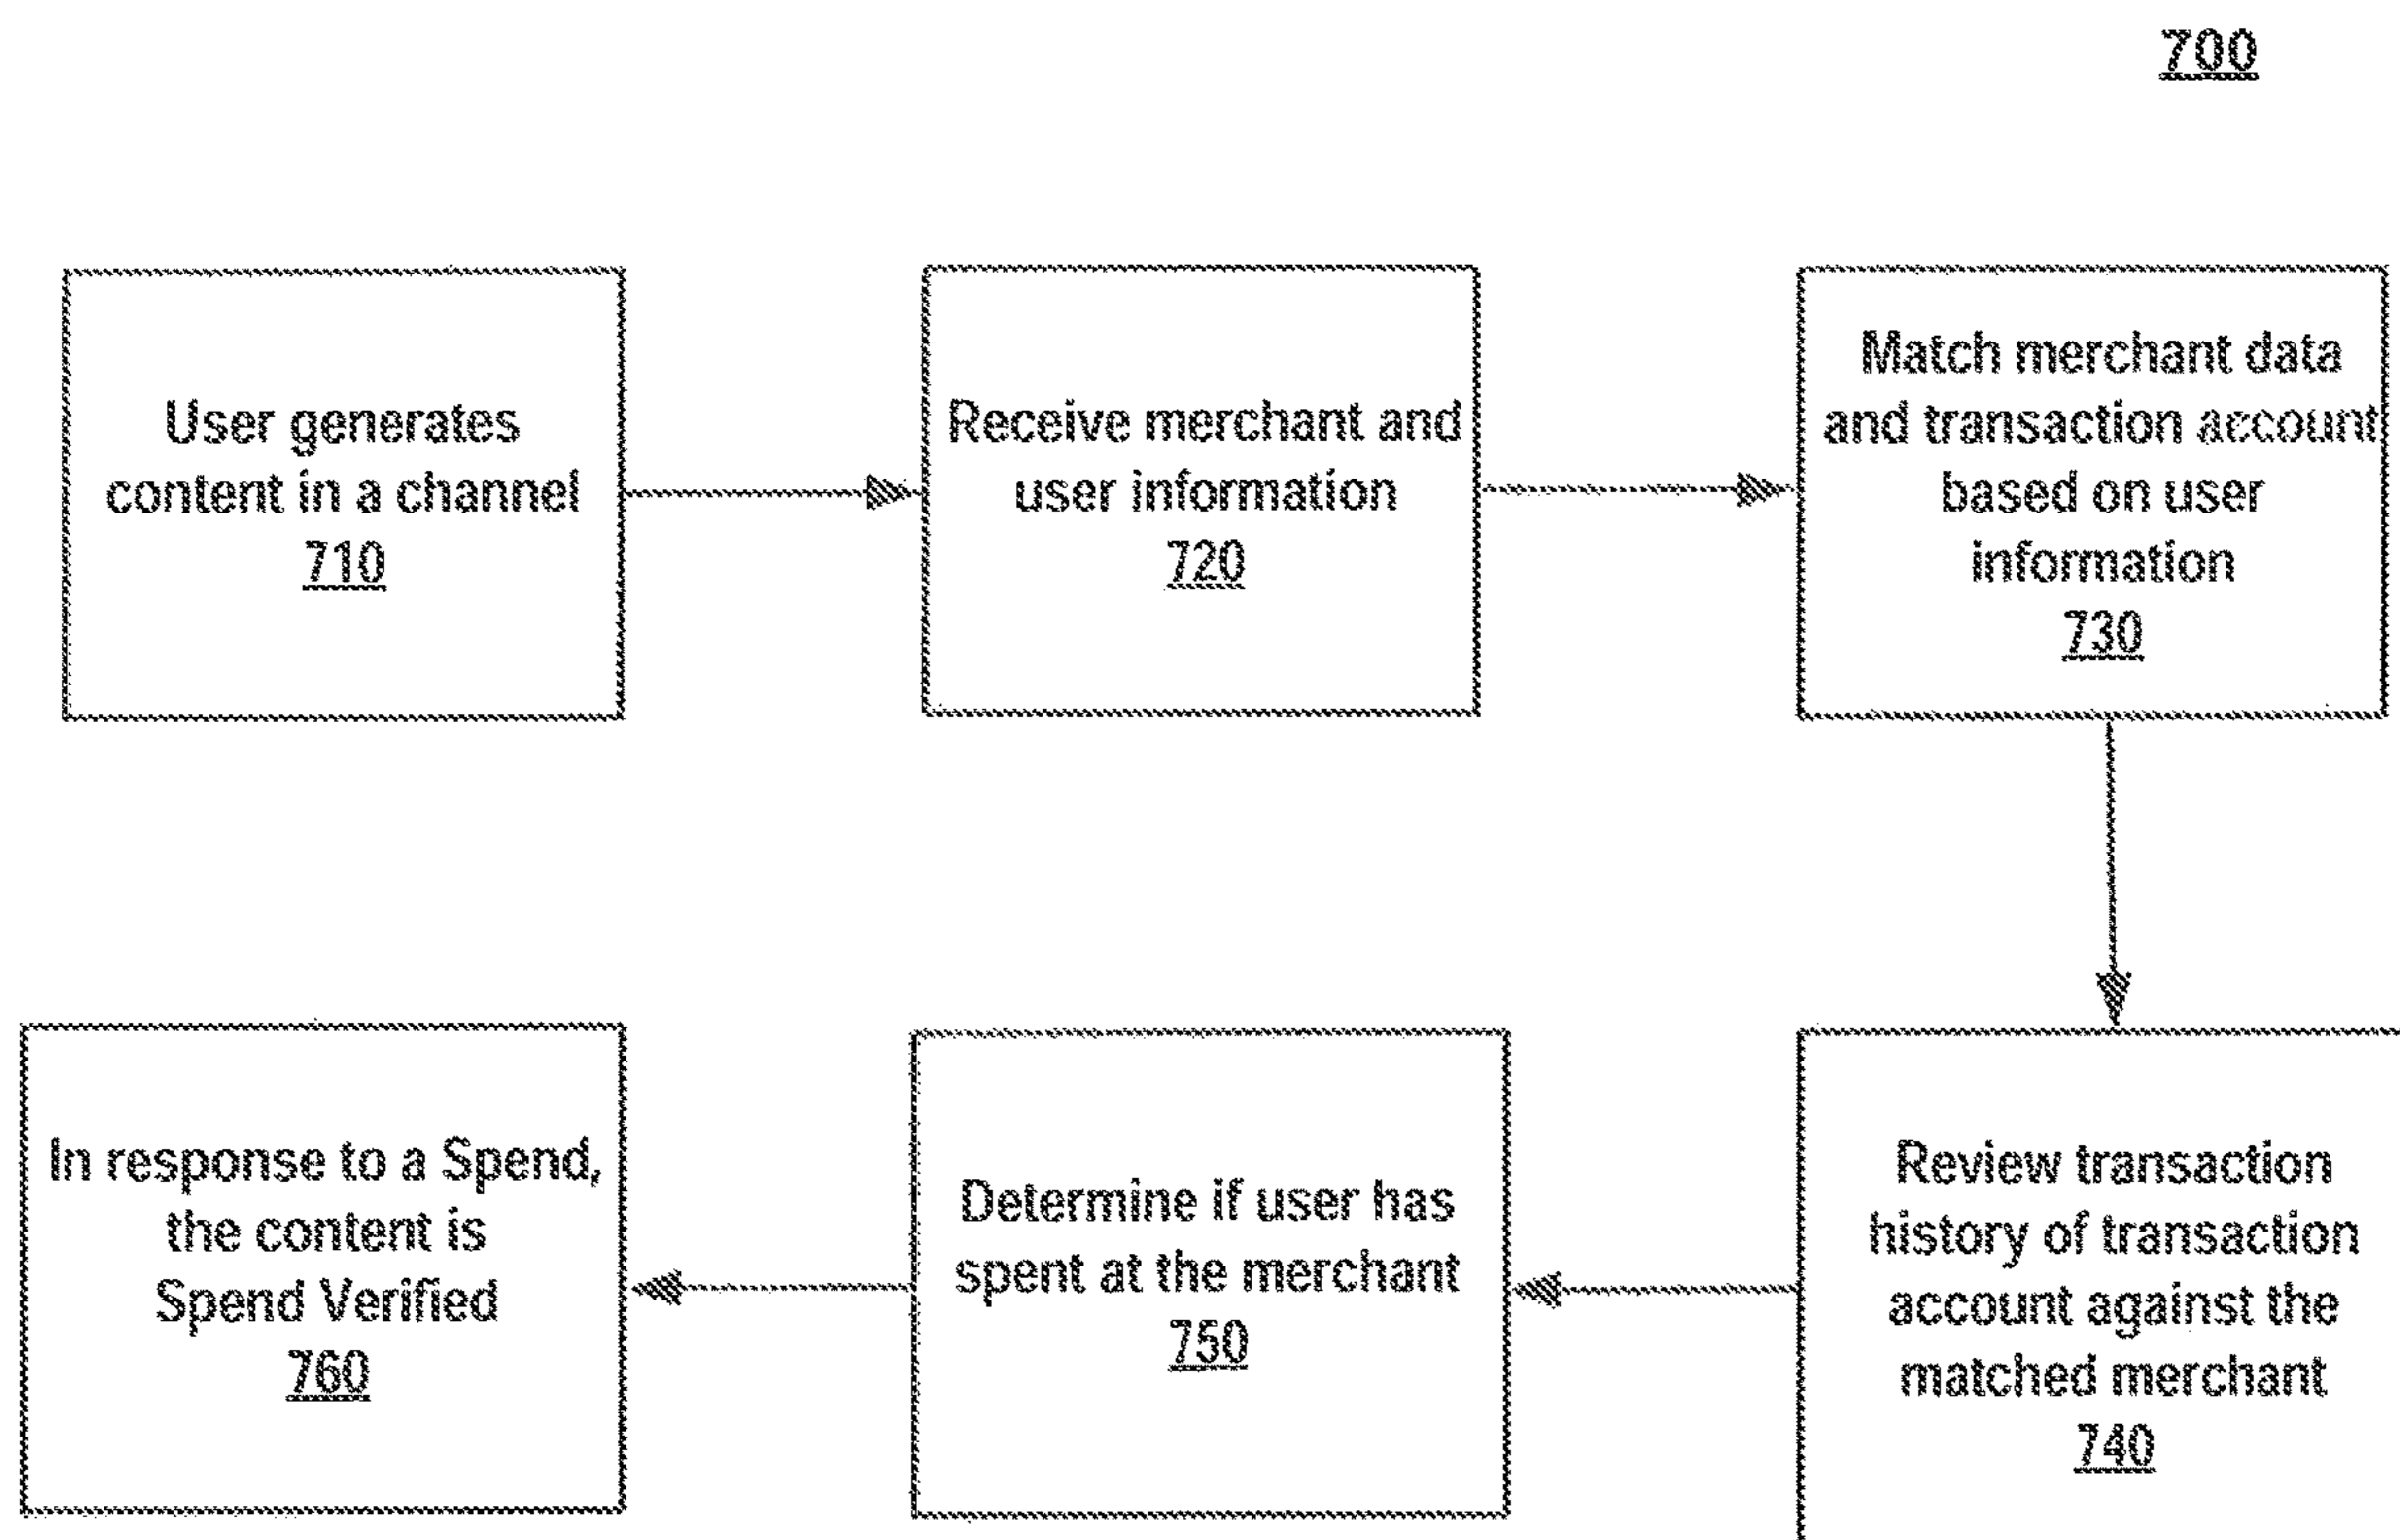 700
User generates
content in a channel
710
Receive merchant and
user information
720
Match merchant data
and transaction account
based on user
information
730
Review transaction
history of transaction
account against the
matched merchant
740
Determine if user has
spent at the merchant
750
In response to a Spend,
the content is
Spend Verified
760